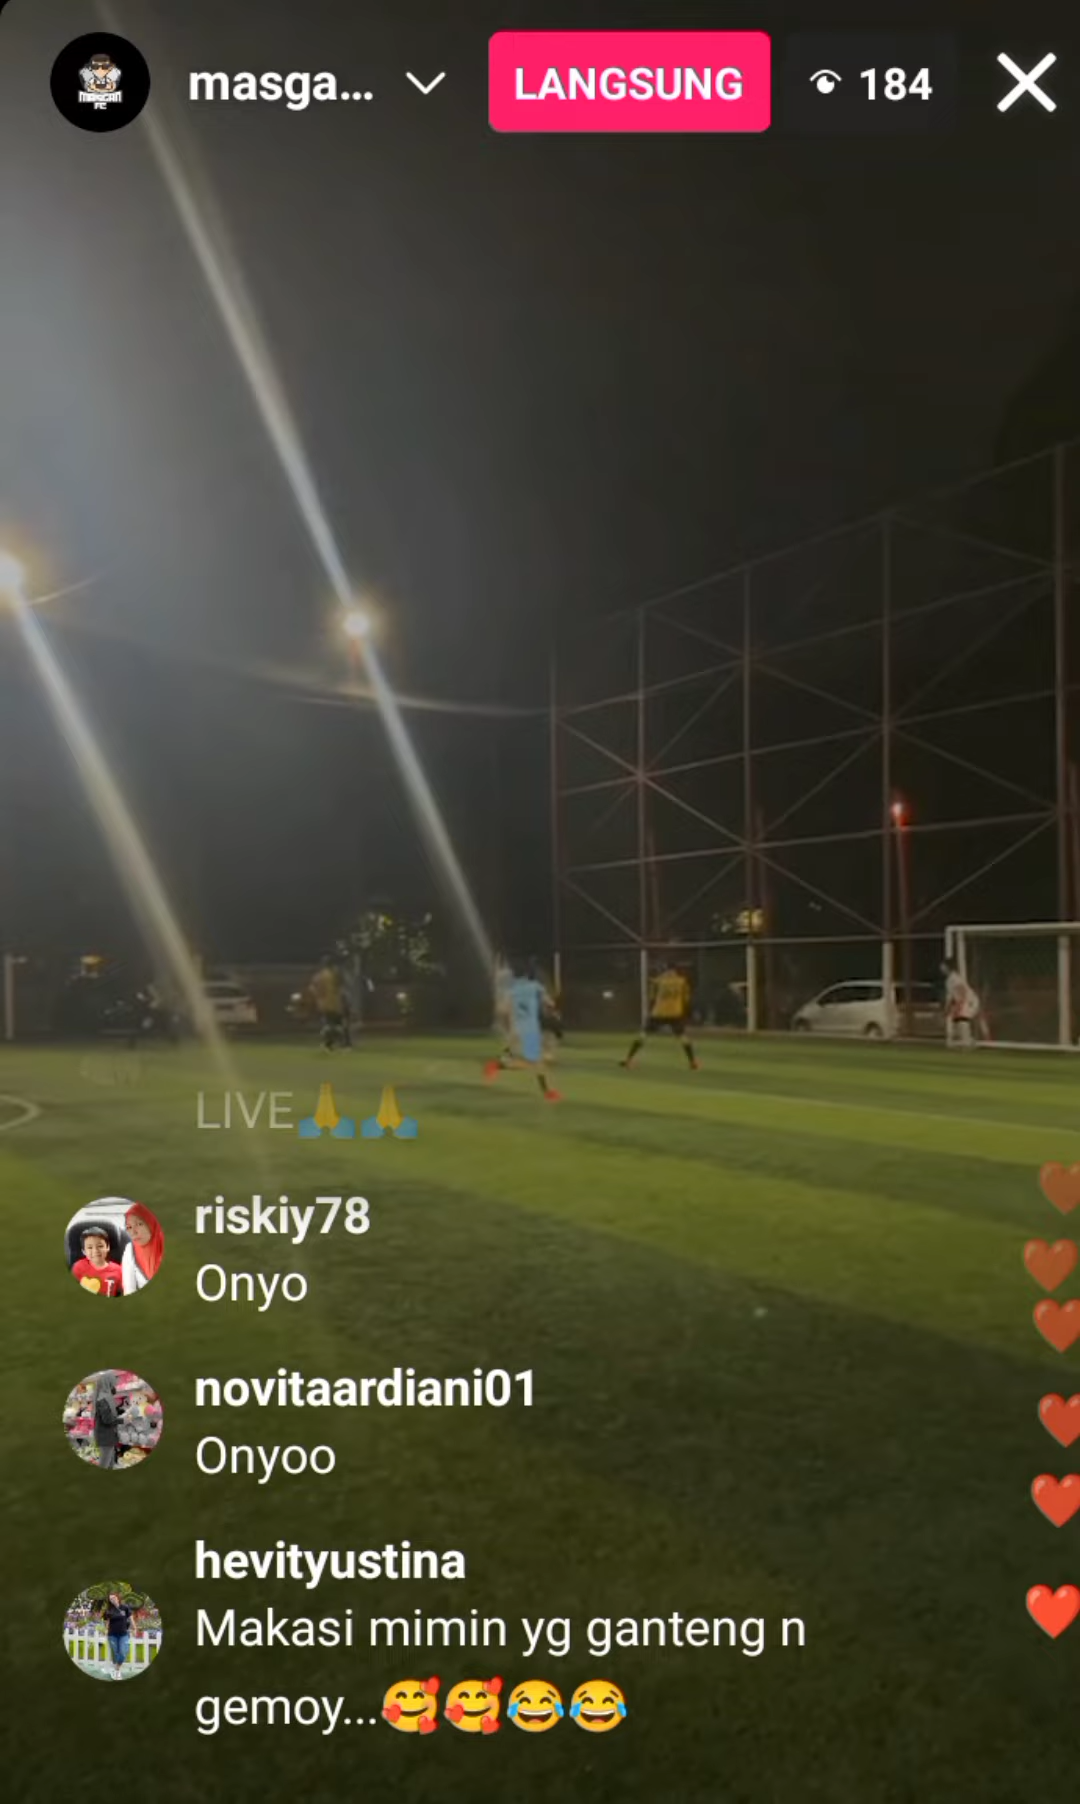 masga...
LANGSUNG
184
LIVE🙏🙏
riskiy78
Onyo
novitaardiani01
Onyoo
hevityustina
Makasi mimin yg ganteng n
gemoy...🥰🥰😂😂